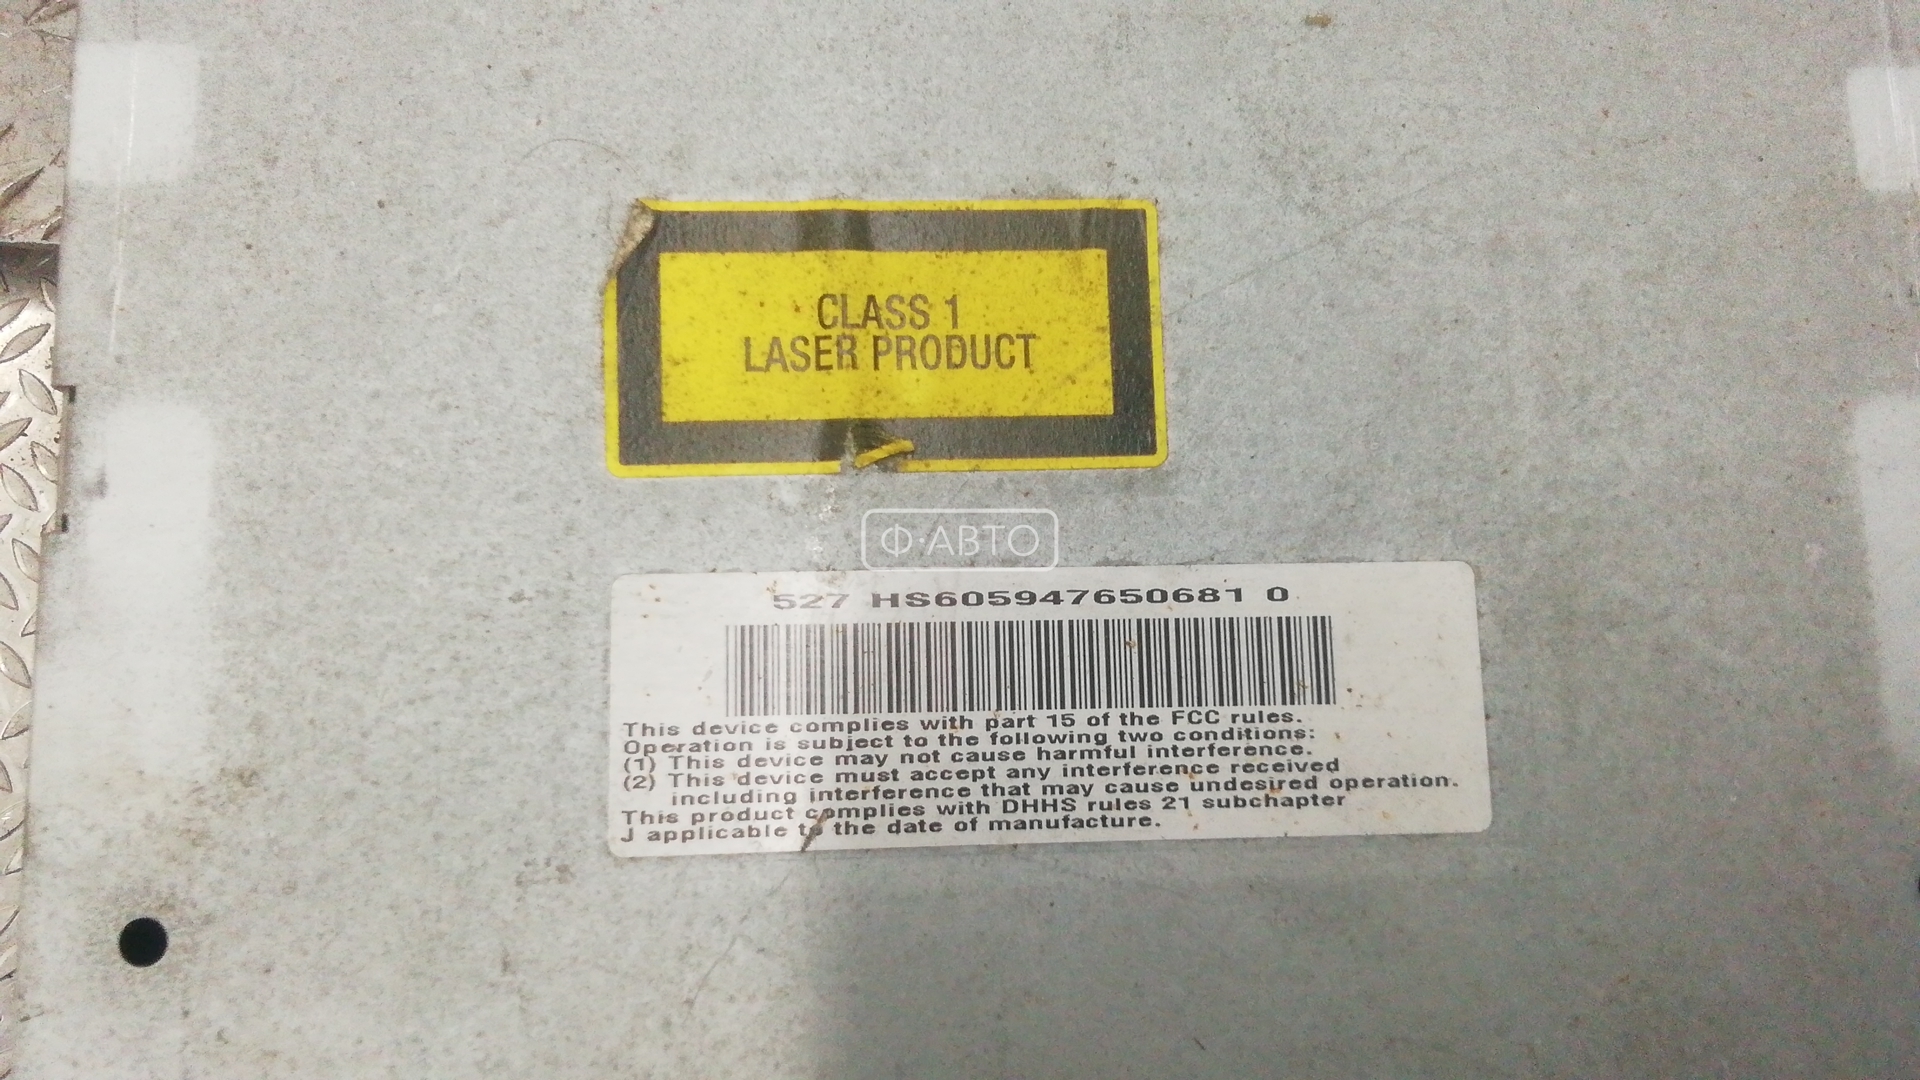 CLASS 1
LASER PRODUCT
Ф·АВТО
527 HS605947650681 0
This device complies with part 15 of the FCC rules.
Operation is subject to the following two conditions:
(1) This device may not cause harmful interference.
(2) This device must accept any interference received
including interference that may cause undesired operation.
This product complies with DHHS rules 21 subchapter
J applicable to the date of manufacture.